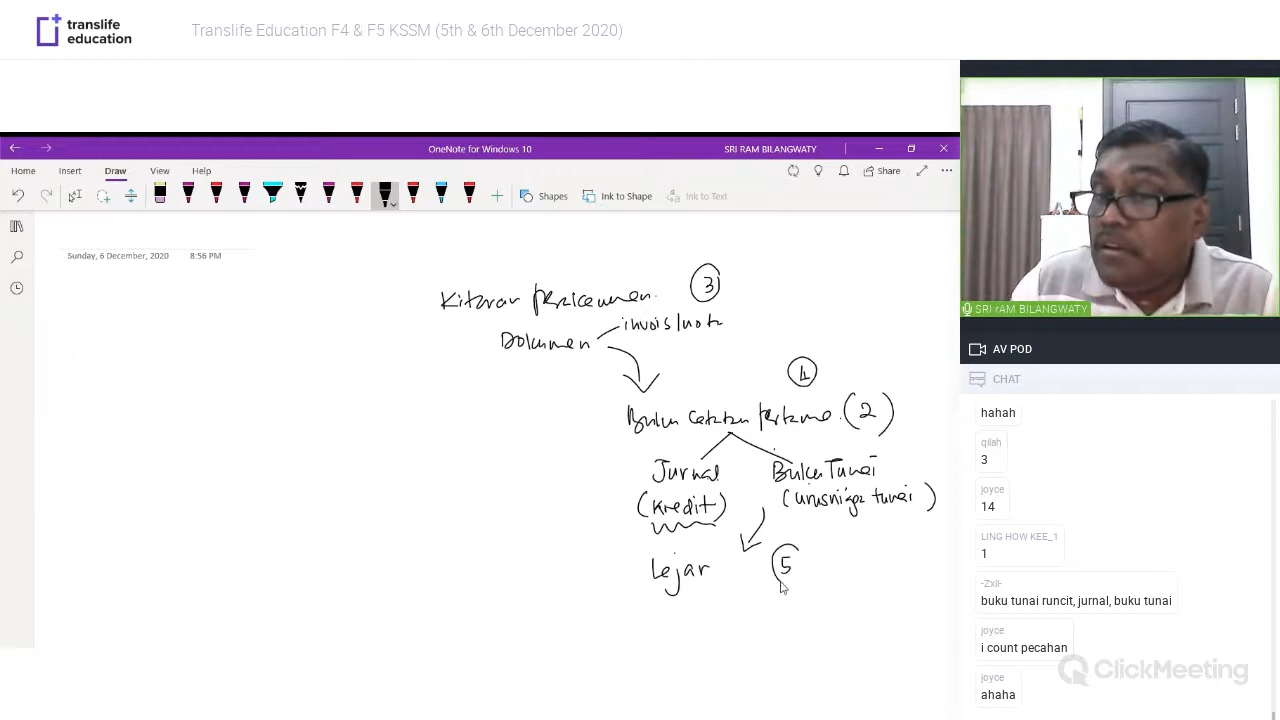 translife
education
Translife Education F4 & F5 KSSM (5th & 6th December 2020)
OneNote for Windows 10
SRI RAM BILANGWATY
Home
Insert
Draw
View
Help
Share
Shapes
Ink to Shape
Ink to Text
Sunday, 6 December, 2020
8:56 PM
Kitaran perakaunan. 3
Dokumen invois/nota
4
Buku Catatan Pertama. (2)
Jurnal Buku Tunai
(Kredit) (urusniaga tunai)
Lejar 5
SRI rAM BILANGWATY
AV POD
CHAT
hahah
qilah
3
joyce
14
LING HOW KEE_1
1
-Zxii-
buku tunai runcit, jurnal, buku tunai
joyce
i count pecahan
joyce
ahaha
ClickMeeting